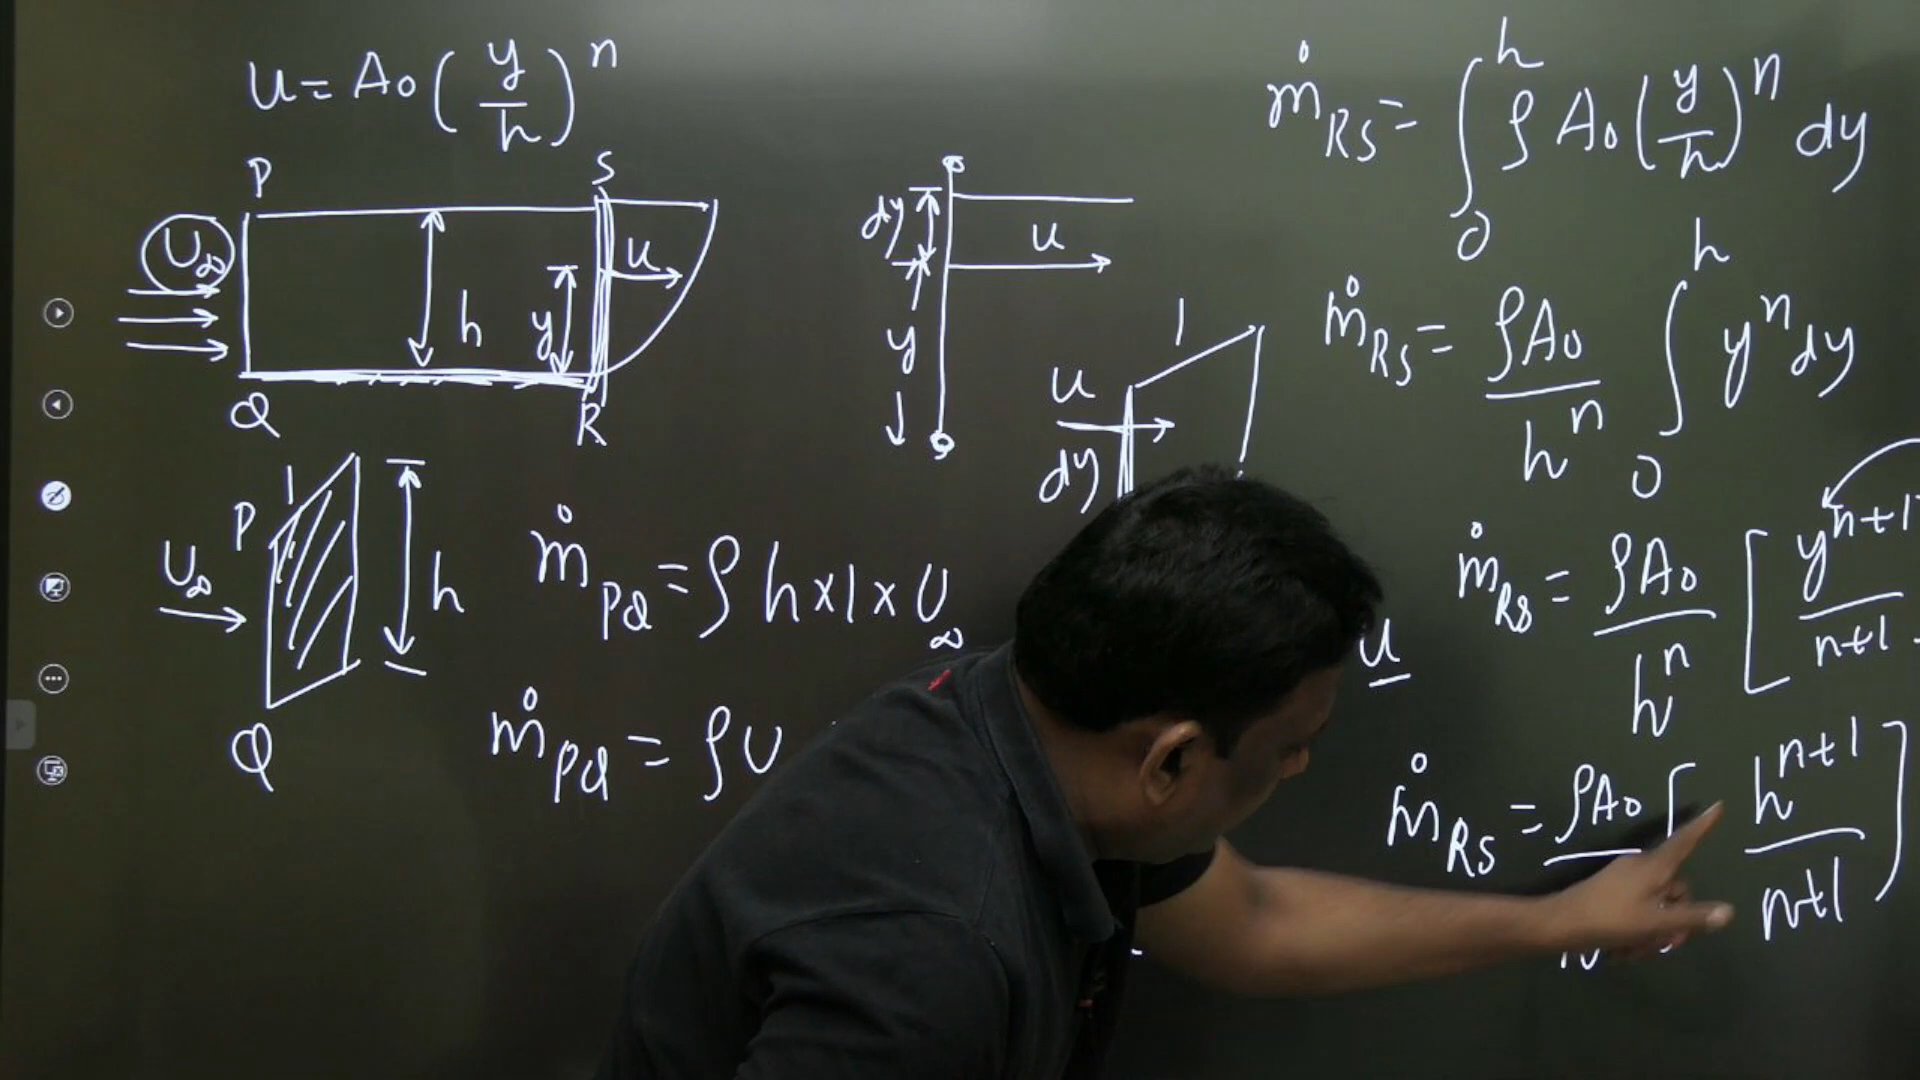 u = A₀ (y/h)ⁿ
P
S
U∞
u
h
y
Q
R
1
P
U∞
h
Q
ṁPQ = ρ h×1×U∞
ṁPQ = ρ U
dy
u
y
1
u
dy
u
ṁRS = ∫₀ʰ ρ A₀ (y/h)ⁿ dy
ṁRS = ρA₀/hⁿ ∫₀ʰ yⁿ dy
ṁRS = ρA₀/hⁿ [ yⁿ⁺¹/n+1
ṁRS = ρA₀ [ hⁿ⁺¹/n+1 ]